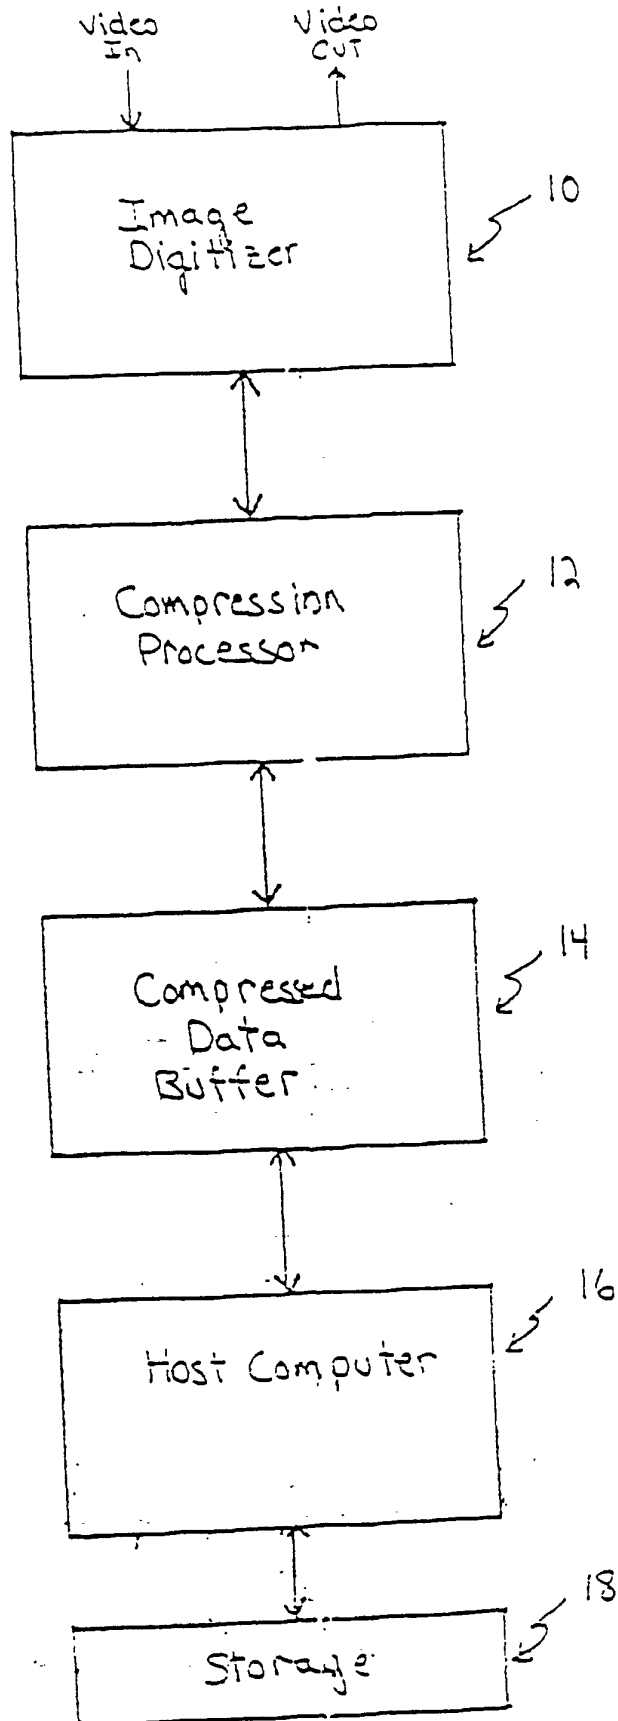 Video
In
Video
OUT
Image
Digitizer
10
Compression
Processor
12
Compressed
Data
Buffer
14
Host Computer
16
Storage
18